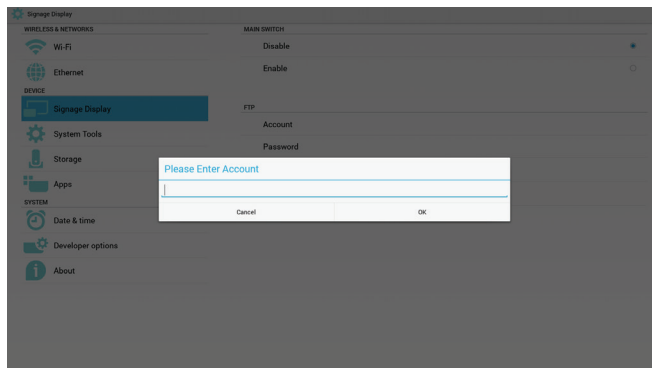 Signage Display
WIRELESS & NETWORKS
Wi-Fi
Ethernet
DEVICE
Signage Display
System Tools
Storage
Apps
SYSTEM
Date & time
Developer options
About
MAIN SWITCH
Disable
Enable
FTP
Account
Password
Please Enter Account
Cancel
OK